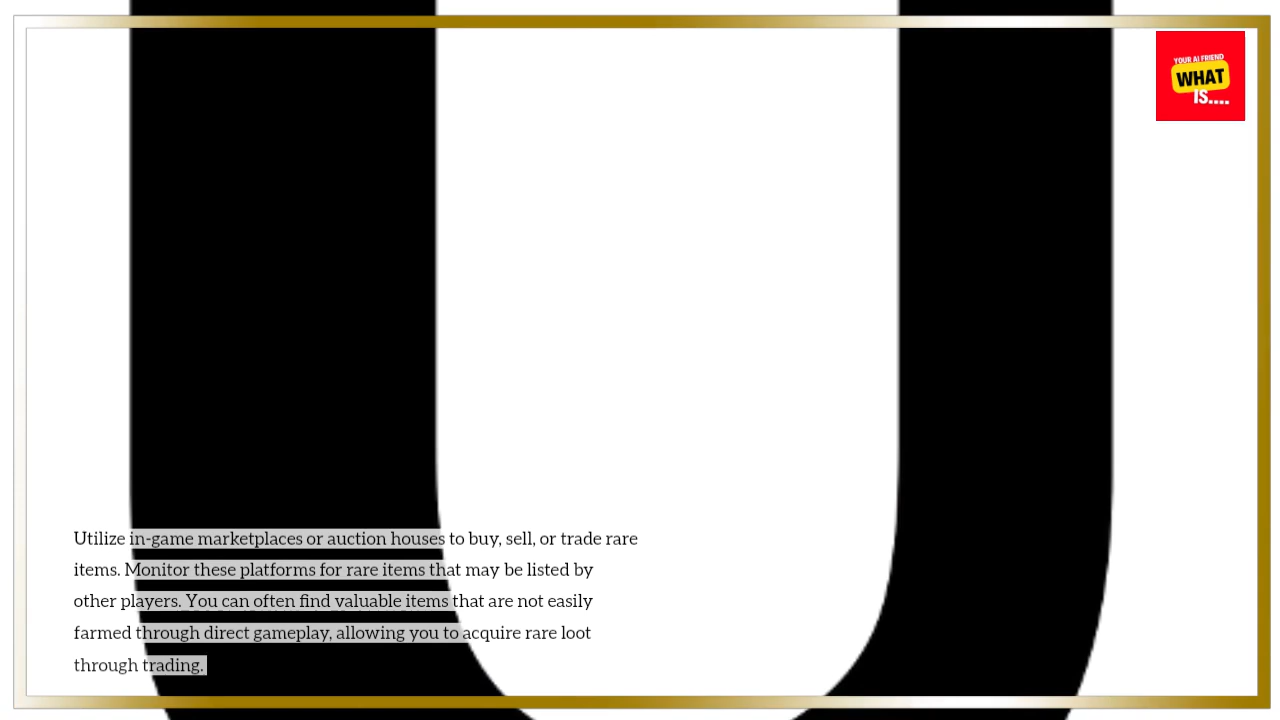 YOUR AI FRIEND
WHAT
IS....
U
Utilize in-game marketplaces or auction houses to buy, sell, or trade rare
items. Monitor these platforms for rare items that may be listed by
other players. You can often find valuable items that are not easily
farmed through direct gameplay, allowing you to acquire rare loot
through trading.